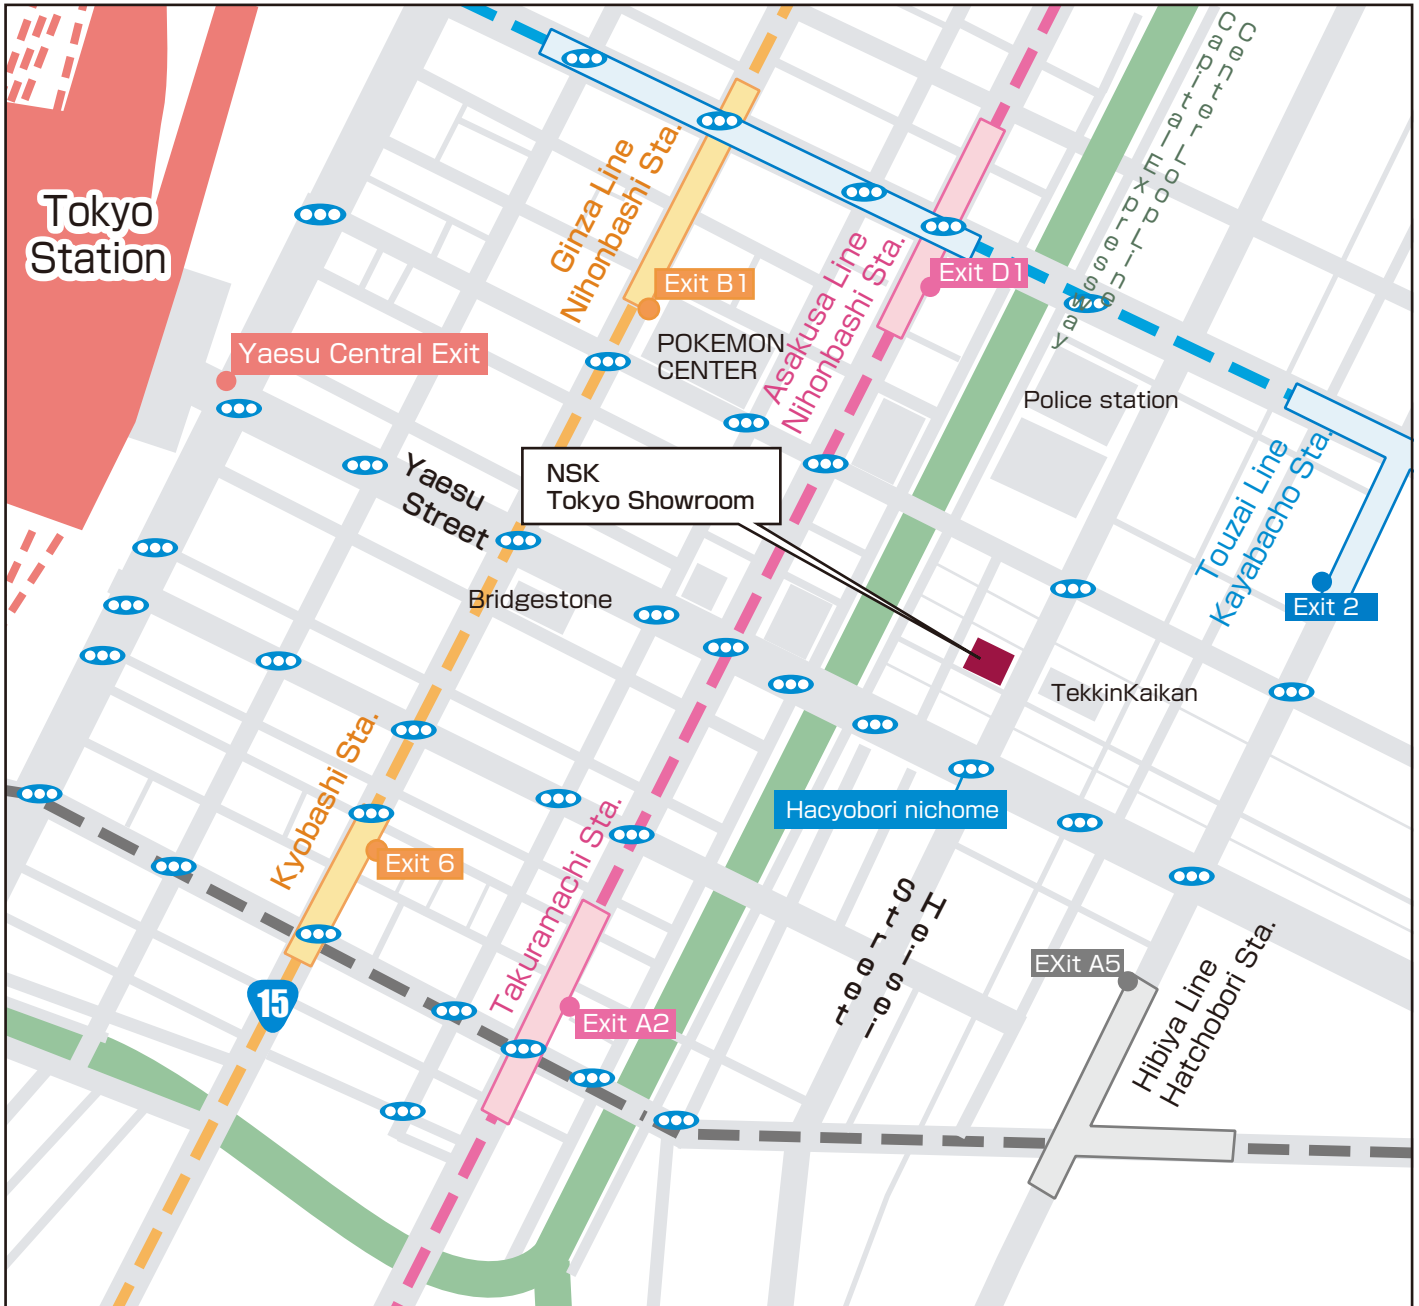 Tokyo
Station
Yaesu Central Exit
Ginza Line
Nihonbashi Sta.
Exit B1
POKEMON
CENTER
Asakusa Line
Nihonbashi Sta.
Exit D1
Center Loop Line
Capital Expressway
Police station
NSK
Tokyo Showroom
Yaesu
Street
Bridgestone
Touzai Line
Kayabacho Sta.
Exit 2
TekkinKaikan
Kyobashi Sta.
Exit 6
Takuramachi Sta.
Exit A2
Hacyobori nichome
Heisei
Street
EXit A5
Hibiya Line
Hatchobori Sta.
15